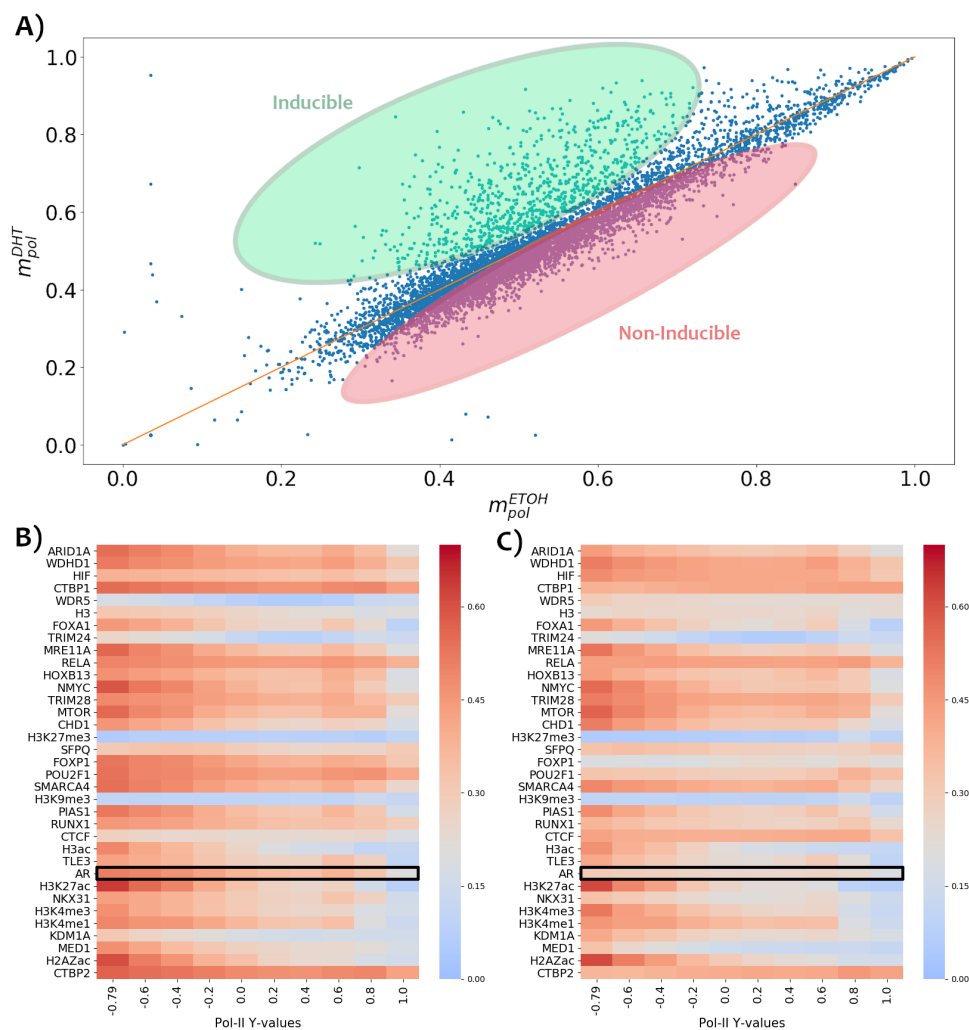 A)
Inducible
Non-Inducible
1.0
0.8
0.6
0.4
0.2
0.0
m_pol^DHT
0.0 0.2 0.4 0.6 0.8 1.0
m_pol^ETOH
B)
ARID1A
WDHD1
HIF
CTBP1
WDR5
H3
FOXA1
TRIM24
MRE11A
RELA
HOXB13
NMYC
TRIM28
MTOR
CHD1
H3K27me3
SFPQ
FOXP1
POU2F1
SMARCA4
H3K9me3
PIAS1
RUNX1
CTCF
H3ac
TLE3
AR
H3K27ac
NKX31
H3K4me3
H3K4me1
KDM1A
MED1
H2AZac
CTBP2
-0.79 -0.6 -0.4 -0.2 0.0 0.2 0.4 0.6 0.8 1.0
Pol-II Y-values
0.60
0.45
0.30
0.15
0.00
C)
ARID1A
WDHD1
HIF
CTBP1
WDR5
H3
FOXA1
TRIM24
MRE11A
RELA
HOXB13
NMYC
TRIM28
MTOR
CHD1
H3K27me3
SFPQ
FOXP1
POU2F1
SMARCA4
H3K9me3
PIAS1
RUNX1
CTCF
H3ac
TLE3
AR
H3K27ac
NKX31
H3K4me3
H3K4me1
KDM1A
MED1
H2AZac
CTBP2
-0.79 -0.6 -0.4 -0.2 0.0 0.2 0.4 0.6 0.8 1.0
Pol-II Y-values
0.60
0.45
0.30
0.15
0.00